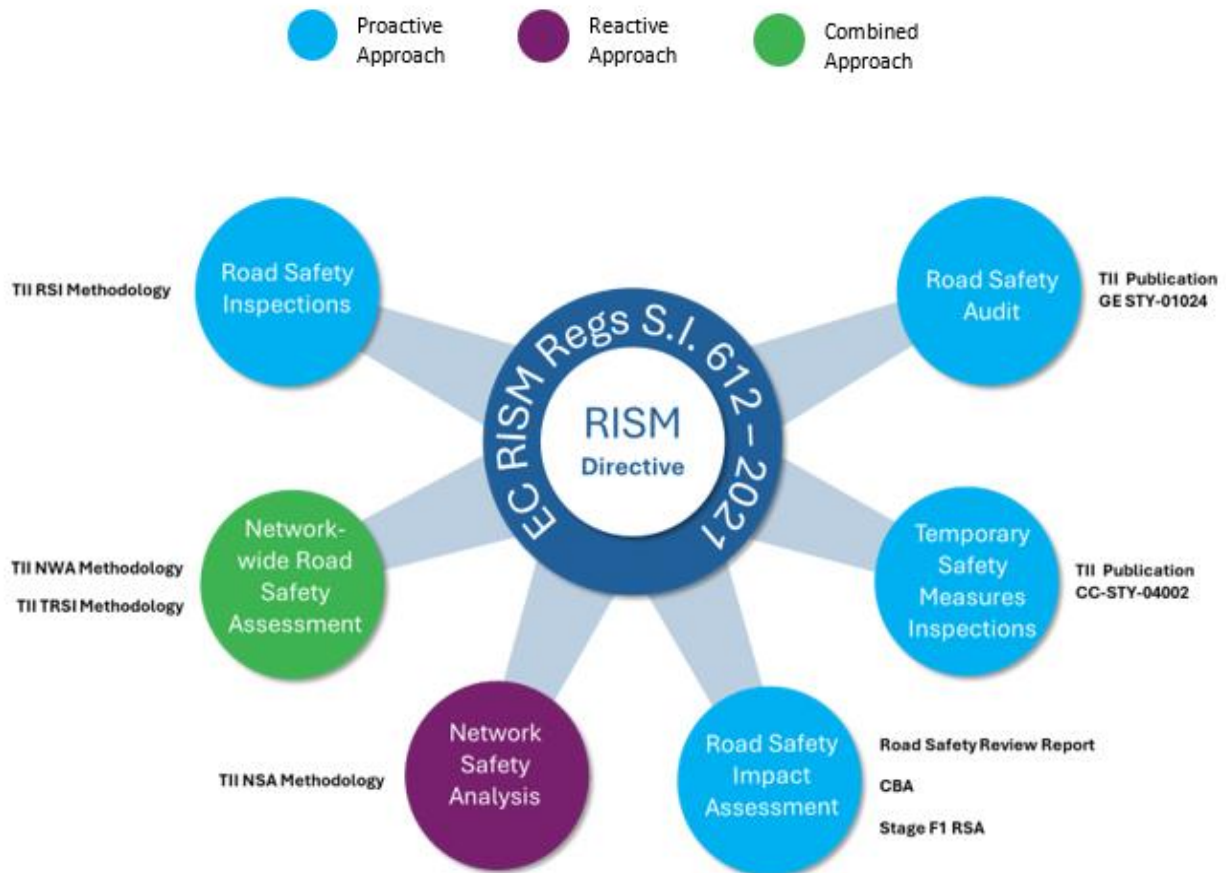 Proactive
Approach
Reactive
Approach
Combined
Approach
TII RSI Methodology
Road Safety
Inspections
EC RISM Regs S.I. 612 – 2021
RISM
Directive
Road Safety
Audit
TII Publication
GE STY-01024
TII NWA Methodology
TII TRSI Methodology
Network-
wide Road
Safety
Assessment
Temporary
Safety
Measures
Inspections
TII Publication
CC-STY-04002
TII NSA Methodology
Network
Safety
Analysis
Road Safety
Impact
Assessment
Road Safety Review Report
CBA
Stage F1 RSA